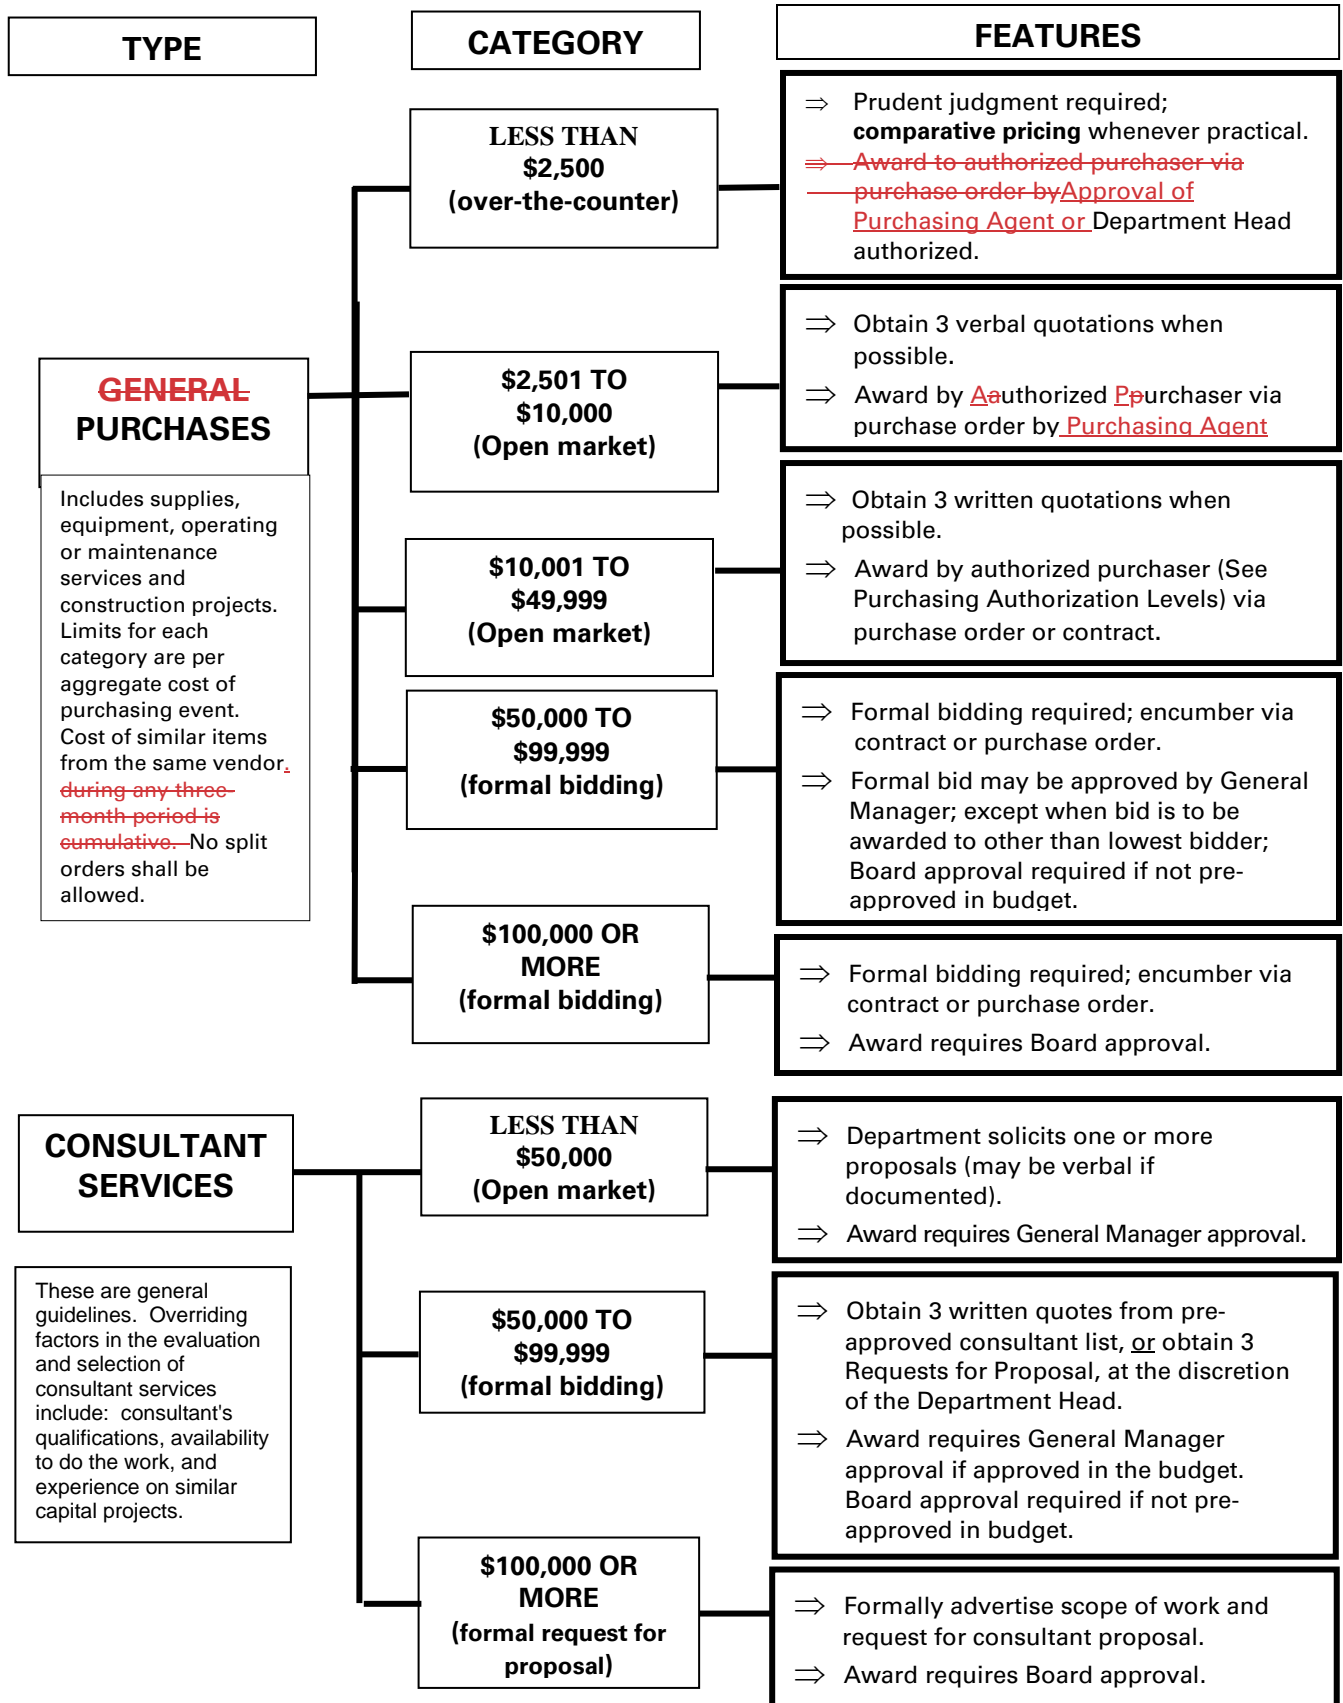 TYPE
CATEGORY
FEATURES
LESS THAN
$2,500
(over-the-counter)
⇒ Prudent judgment required;
comparative pricing whenever practical.
⇒ Award to authorized purchaser via
purchase order byApproval of
Purchasing Agent or Department Head
authorized.
GENERAL
PURCHASES
Includes supplies,
equipment, operating
or maintenance
services and
construction projects.
Limits for each
category are per
aggregate cost of
purchasing event.
Cost of similar items
from the same vendor.
during any three-
month period is
cumulative. No split
orders shall be
allowed.
$2,501 TO
$10,000
(Open market)
⇒ Obtain 3 verbal quotations when
possible.
⇒ Award by Aauthorized Ppurchaser via
purchase order by Purchasing Agent
$10,001 TO
$49,999
(Open market)
⇒ Obtain 3 written quotations when
possible.
⇒ Award by authorized purchaser (See
Purchasing Authorization Levels) via
purchase order or contract.
$50,000 TO
$99,999
(formal bidding)
⇒ Formal bidding required; encumber via
contract or purchase order.
⇒ Formal bid may be approved by General
Manager; except when bid is to be
awarded to other than lowest bidder;
Board approval required if not pre-
approved in budget.
$100,000 OR
MORE
(formal bidding)
⇒ Formal bidding required; encumber via
contract or purchase order.
⇒ Award requires Board approval.
CONSULTANT
SERVICES
These are general
guidelines. Overriding
factors in the evaluation
and selection of
consultant services
include: consultant's
qualifications, availability
to do the work, and
experience on similar
capital projects.
LESS THAN
$50,000
(Open market)
⇒ Department solicits one or more
proposals (may be verbal if
documented).
⇒ Award requires General Manager approval.
$50,000 TO
$99,999
(formal bidding)
⇒ Obtain 3 written quotes from pre-
approved consultant list, or obtain 3
Requests for Proposal, at the discretion
of the Department Head.
⇒ Award requires General Manager
approval if approved in the budget.
Board approval required if not pre-
approved in budget.
$100,000 OR
MORE
(formal request for
proposal)
⇒ Formally advertise scope of work and
request for consultant proposal.
⇒ Award requires Board approval.